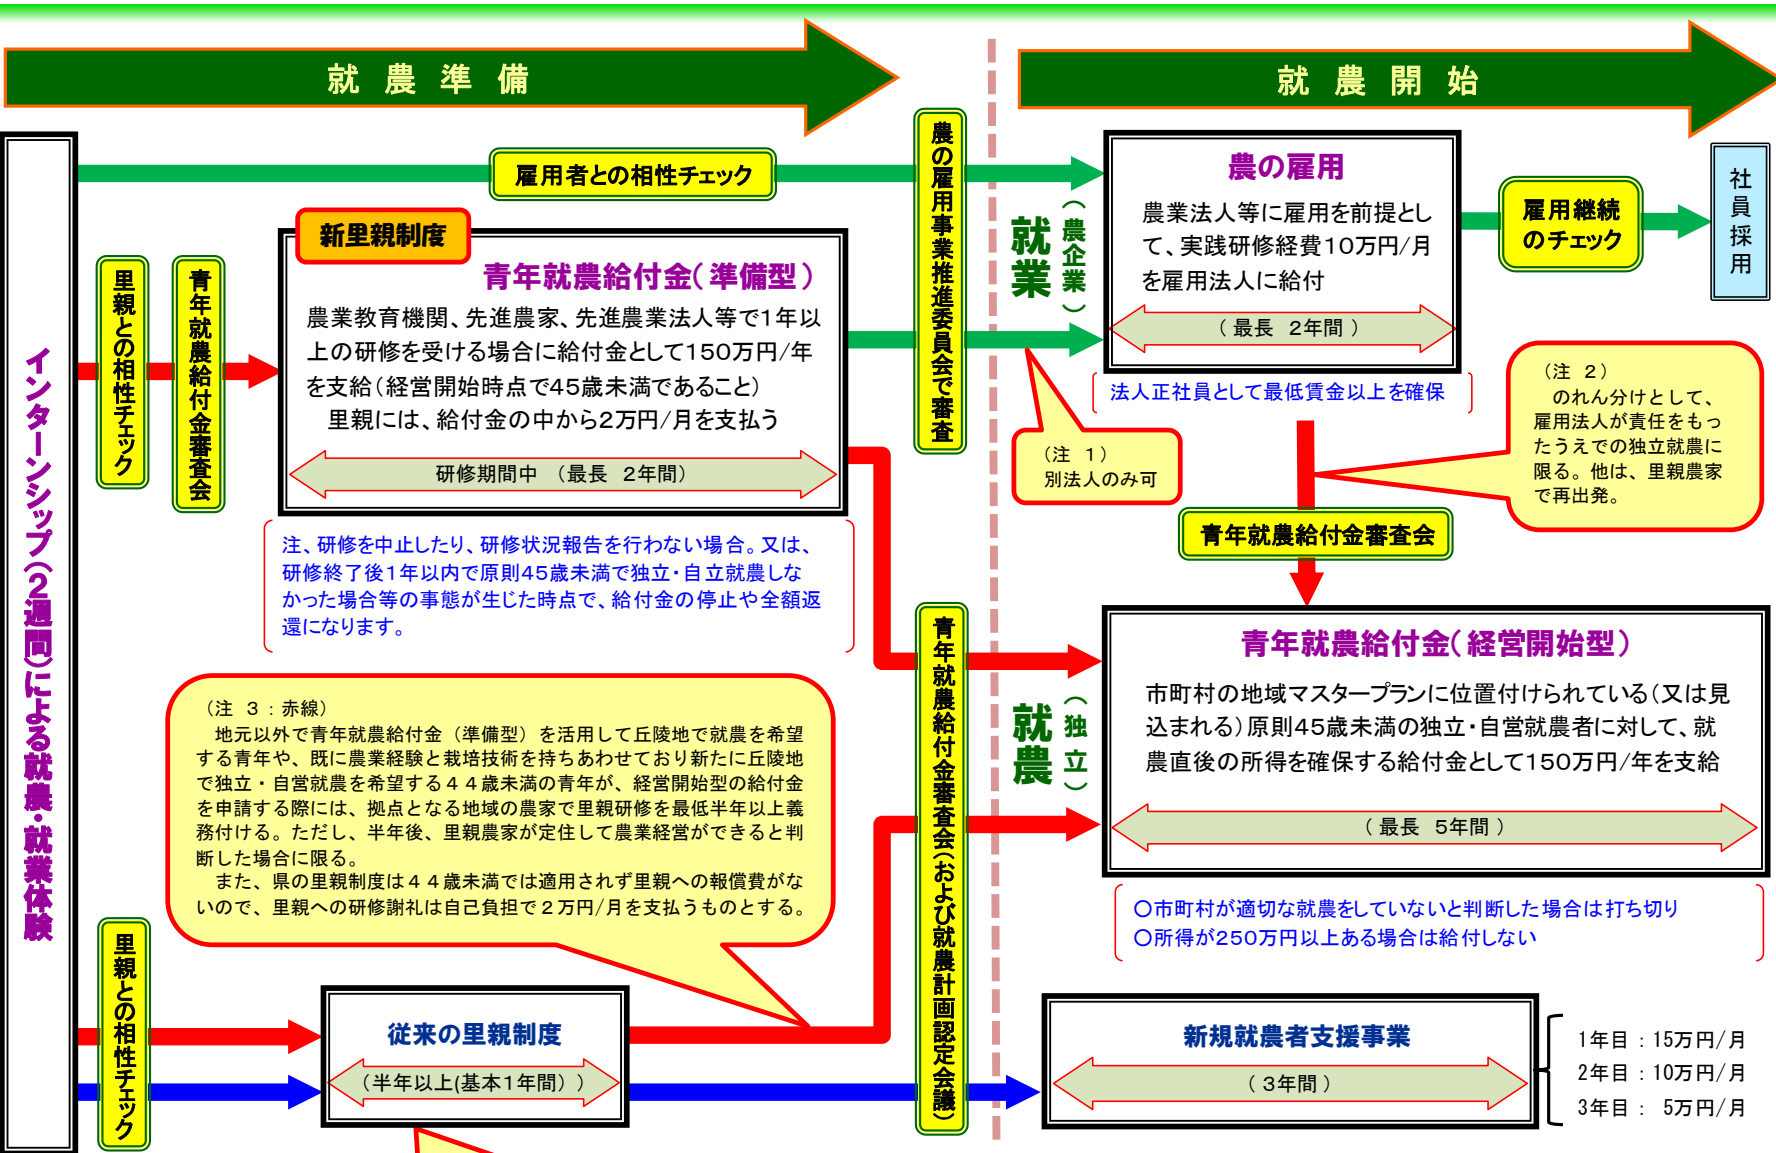 就農準備
就農開始
インターンシップ(2週間)による就農・就業体験
雇用者との相性チェック
里親との相性チェック
青年就農給付金審査会
新里親制度
青年就農給付金(準備型)
農業教育機関、先進農家、先進農業法人等で1年以
上の研修を受ける場合に給付金として150万円/年
を支給(経営開始時点で45歳未満であること)
里親には、給付金の中から2万円/月を支払う
研修期間中 (最長 2年間)
注、研修を中止したり、研修状況報告を行わない場合。又は、
研修終了後1年以内で原則45歳未満で独立・自立就農しな
かった場合等の事態が生じた時点で、給付金の停止や全額返
還になります。
農の雇用事業推進委員会で審査
就業
(農企業)
農の雇用
農業法人等に雇用を前提とし
て、実践研修経費10万円/月
を雇用法人に給付
(最長 2年間)
法人正社員として最低賃金以上を確保
雇用継続
のチェック
社員採用
(注 1)
別法人のみ可
(注 2)
のれん分けとして、
雇用法人が責任をもっ
たうえでの独立就農に
限る。他は、里親農家
で再出発。
青年就農給付金審査会
青年就農給付金審査会(および就農計画認定会議)
就農
(独立)
青年就農給付金(経営開始型)
市町村の地域マスタープランに位置付けられている(又は見
込まれる)原則45歳未満の独立・自営就農者に対して、就
農直後の所得を確保する給付金として150万円/年を支給
(最長 5年間)
○市町村が適切な就農をしていないと判断した場合は打ち切り
○所得が250万円以上ある場合は給付しない
(注 3:赤線)
地元以外で青年就農給付金(準備型)を活用して丘陵地で就農を希望
する青年や、既に農業経験と栽培技術を持ちあわせており新たに丘陵地
で独立・自営就農を希望する44歳未満の青年が、経営開始型の給付金
を申請する際には、拠点となる地域の農家で里親研修を最低半年以上義
務付ける。ただし、半年後、里親農家が定住して農業経営ができると判
断した場合に限る。
また、県の里親制度は44歳未満では適用されず里親への報償費がな
いので、里親への研修謝礼は自己負担で2万円/月を支払うものとする。
里親との相性チェック
従来の里親制度
(半年以上(基本1年間))
新規就農者支援事業
(3年間)
1年目:15万円/月
2年目:10万円/月
3年目: 5万円/月